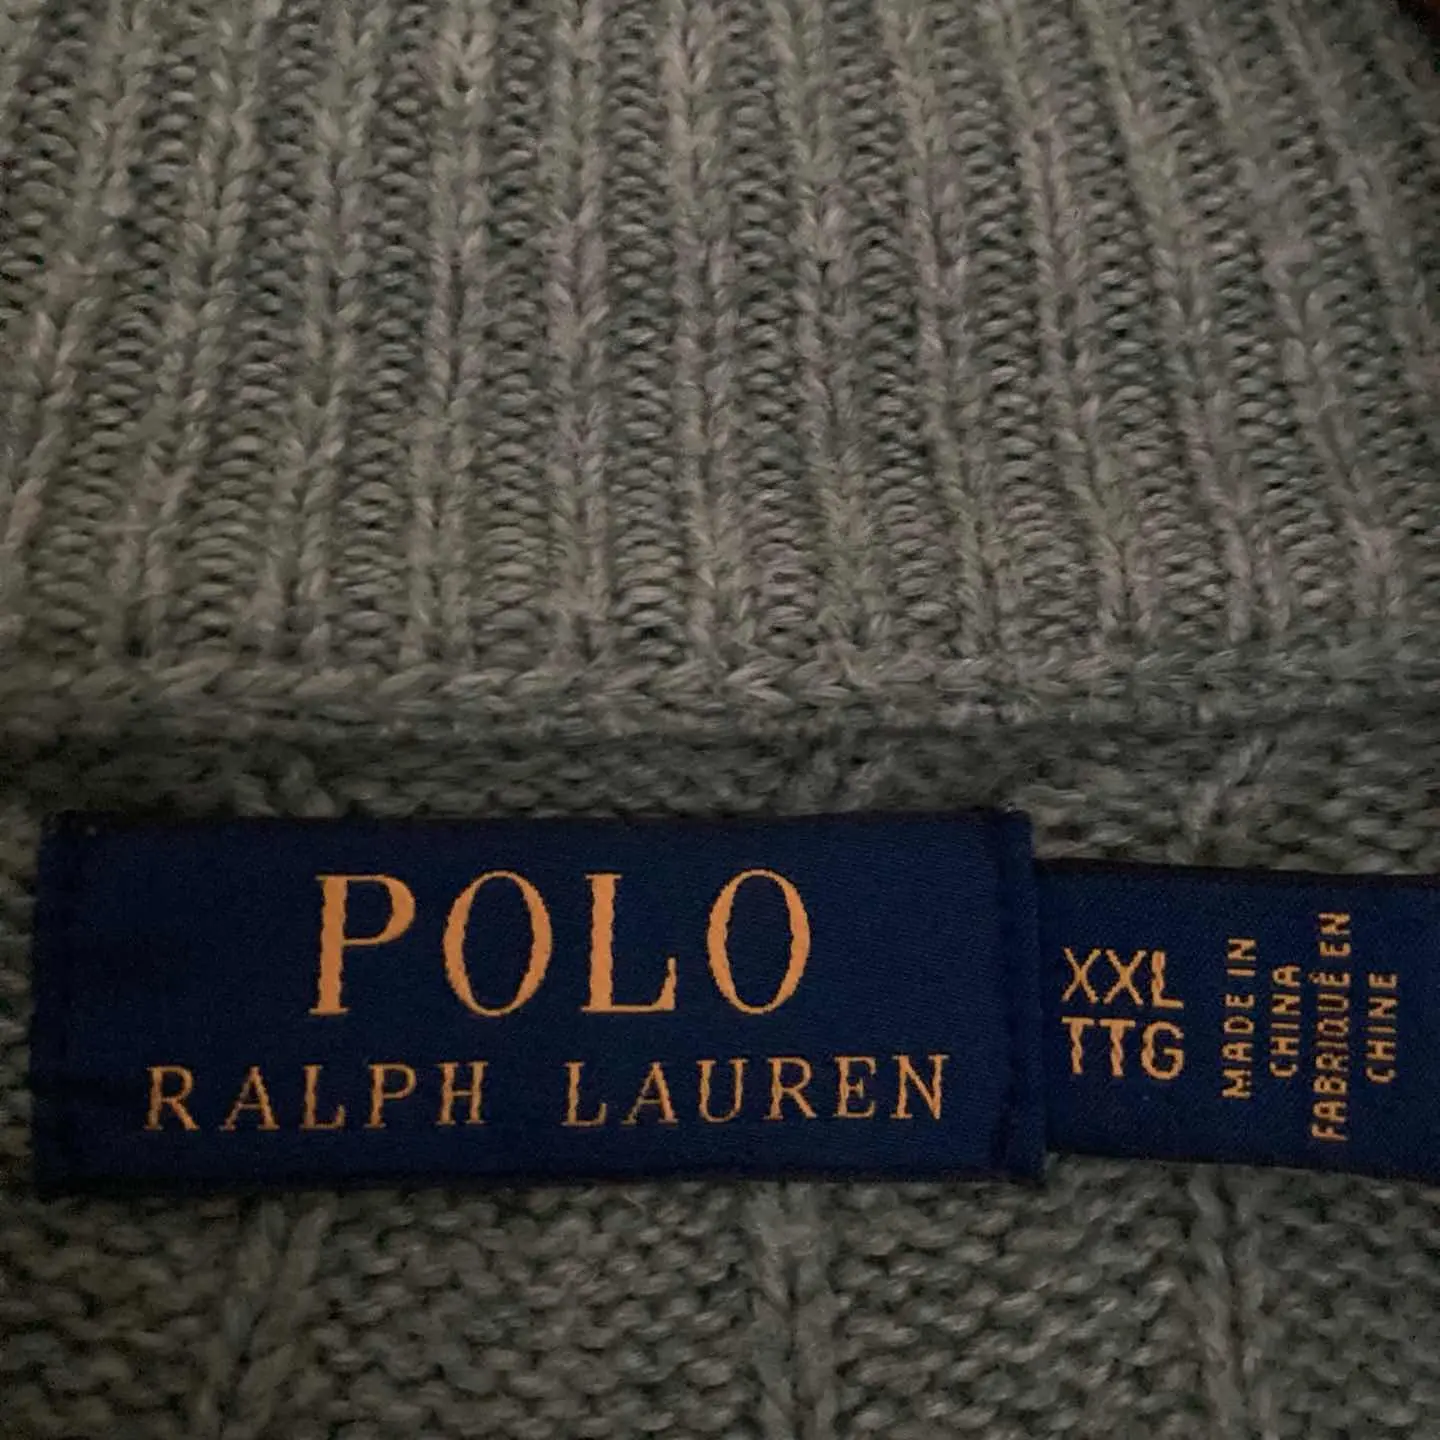 POLO
RALPH LAUREN
XXL
TTG
MADE IN
CHINA
FABRIQUÉ EN
CHINE